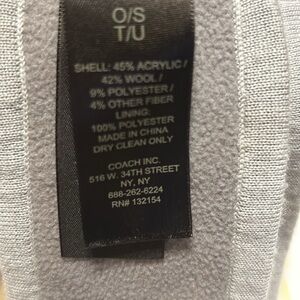 O/S
T/U
SHELL: 45% ACRYLIC/
42% WOOL/
9% POLYESTER/
4% OTHER FIBER
LINING:
100% POLYESTER
MADE IN CHINA
DRY CLEAN ONLY
COACH INC.
516 W. 34TH STREET
NY, NY
888-262-6224
RN# 132154